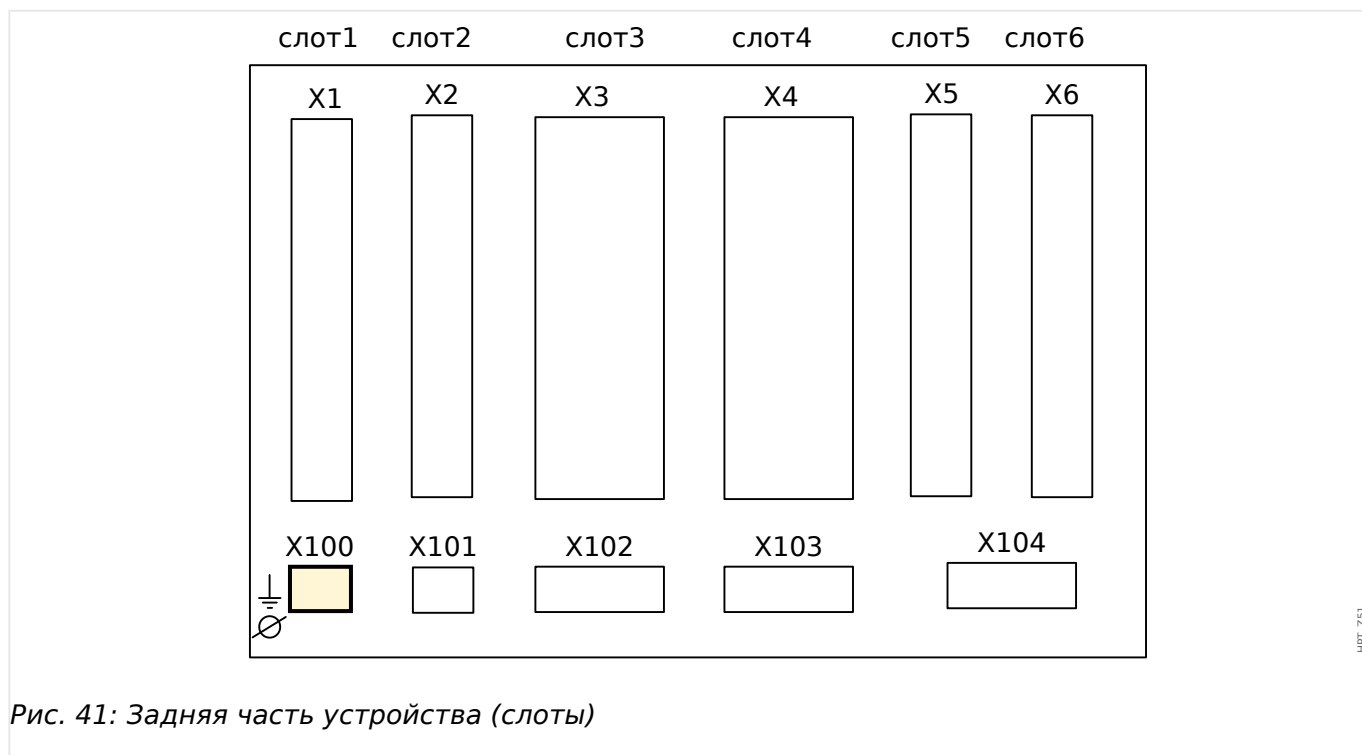 слот1 слот2 слот3 слот4 слот5 слот6
X1 X2 X3 X4 X5 X6
X100 X101 X102 X103 X104
Рис. 41: Задняя часть устройства (слоты)